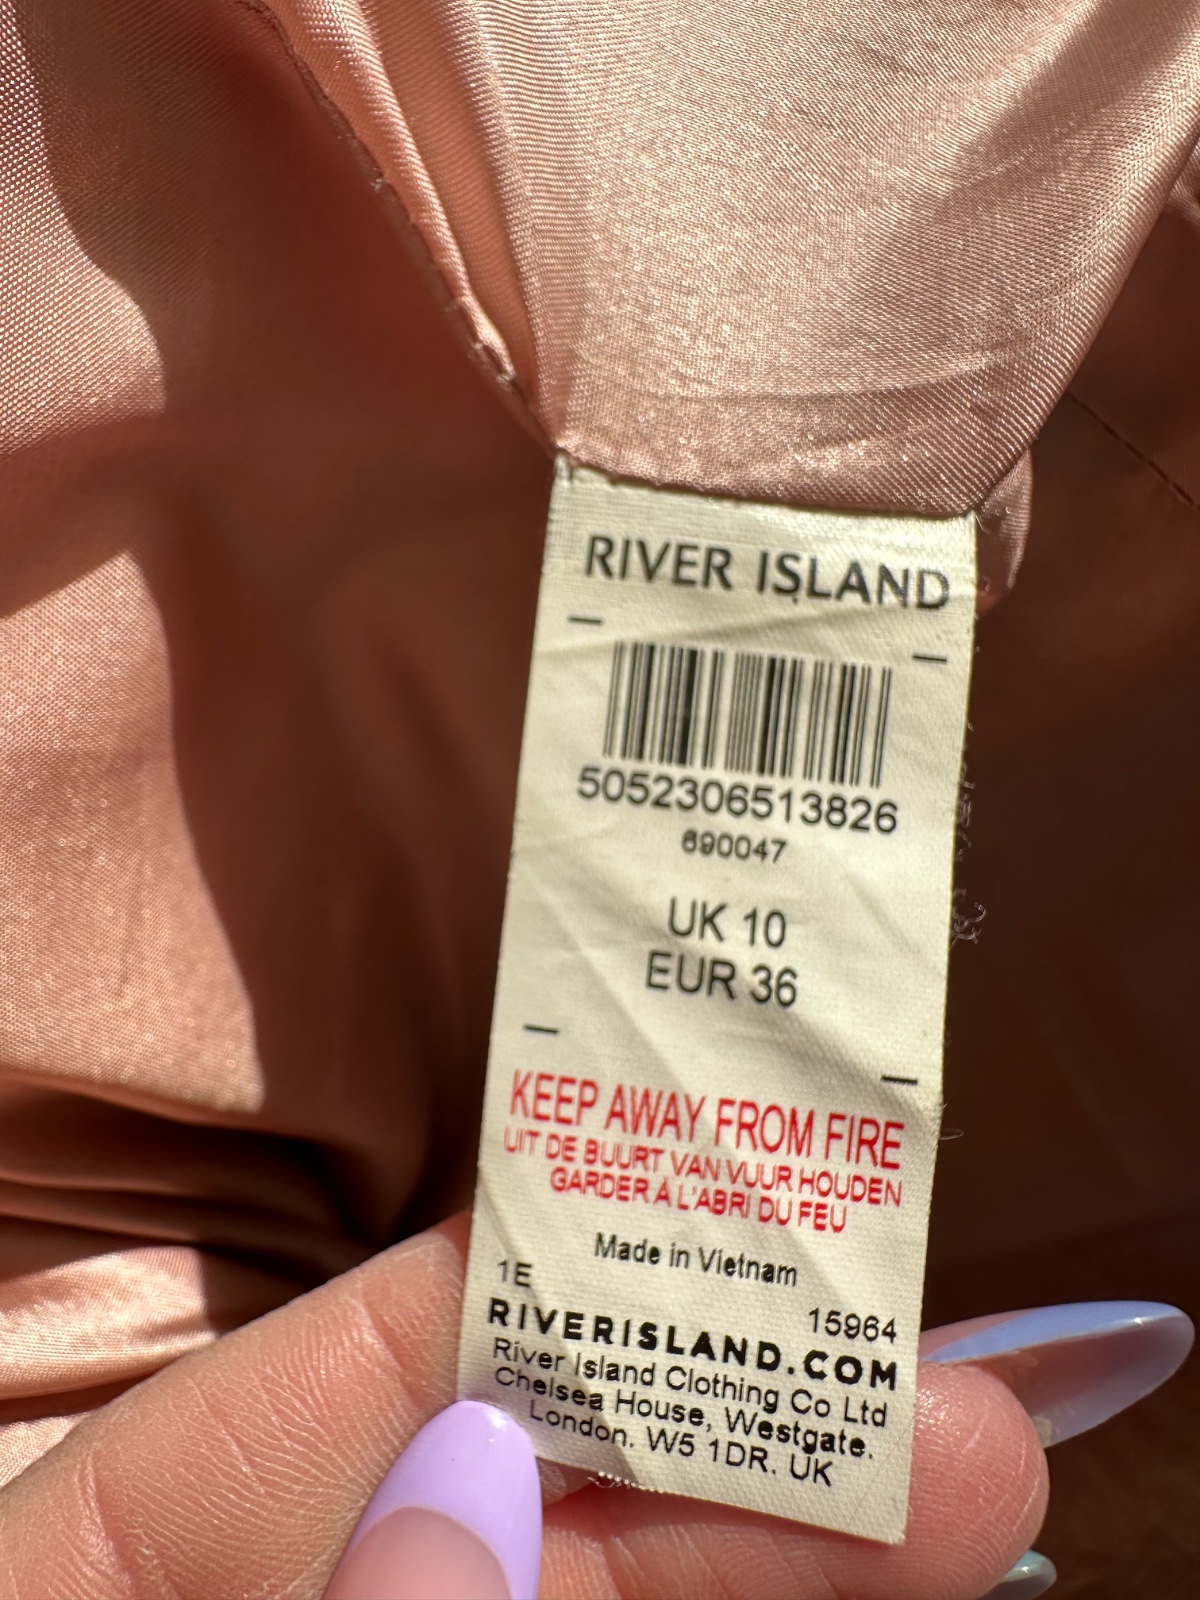 RIVER ISLAND
5052306513826
690047
UK 10
EUR 36
KEEP AWAY FROM FIRE
UIT DE BUURT VAN VUUR HOUDEN
GARDER A L'ABRI DU FEU
Made in Vietnam
1E 15964
RIVERISLAND.COM
River Island Clothing Co Ltd
Chelsea House, Westgate.
London. W5 1DR. UK